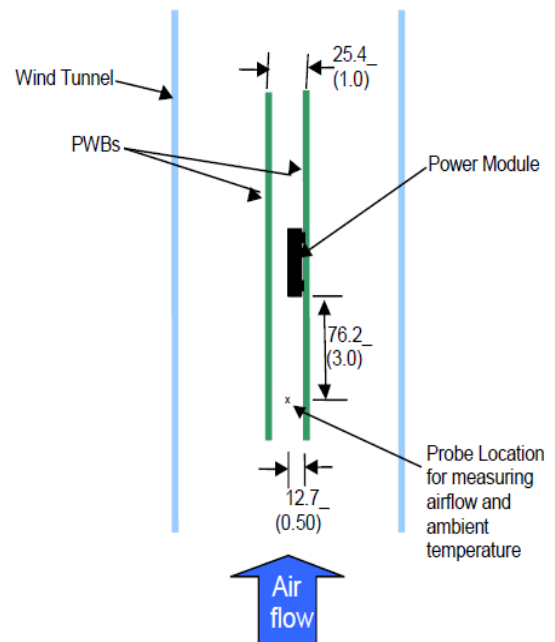 25.4_
(1.0)
Wind Tunnel
PWBs
Power Module
76.2_
(3.0)
x
Probe Location
for measuring
airflow and
ambient
temperature
12.7_
(0.50)
Air
flow